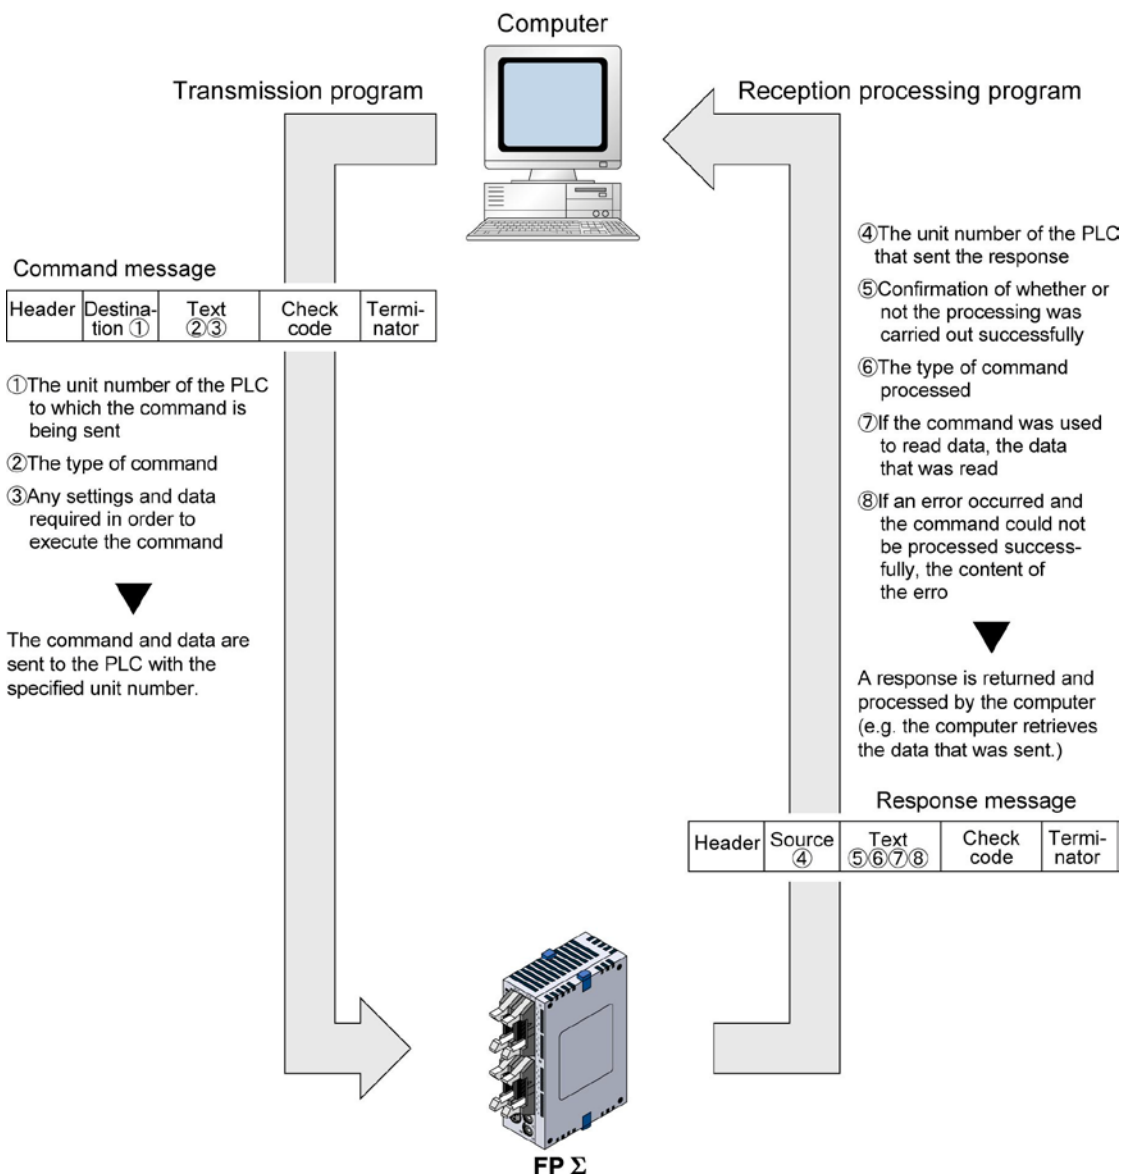 Computer
Transmission program
Reception processing program
Command message
Header
Destina-
tion ①
Text
②③
Check
code
Termi-
nator
①The unit number of the PLC
to which the command is
being sent
②The type of command
③Any settings and data
required in order to
execute the command
The command and data are
sent to the PLC with the
specified unit number.
④The unit number of the PLC
that sent the response
⑤Confirmation of whether or
not the processing was
carried out successfully
⑥The type of command
processed
⑦If the command was used
to read data, the data
that was read
⑧If an error occurred and
the command could not
be processed success-
fully, the content of
the erro
A response is returned and
processed by the computer
(e.g. the computer retrieves
the data that was sent.)
Response message
Header
Source
④
Text
⑤⑥⑦⑧
Check
code
Termi-
nator
FP Σ